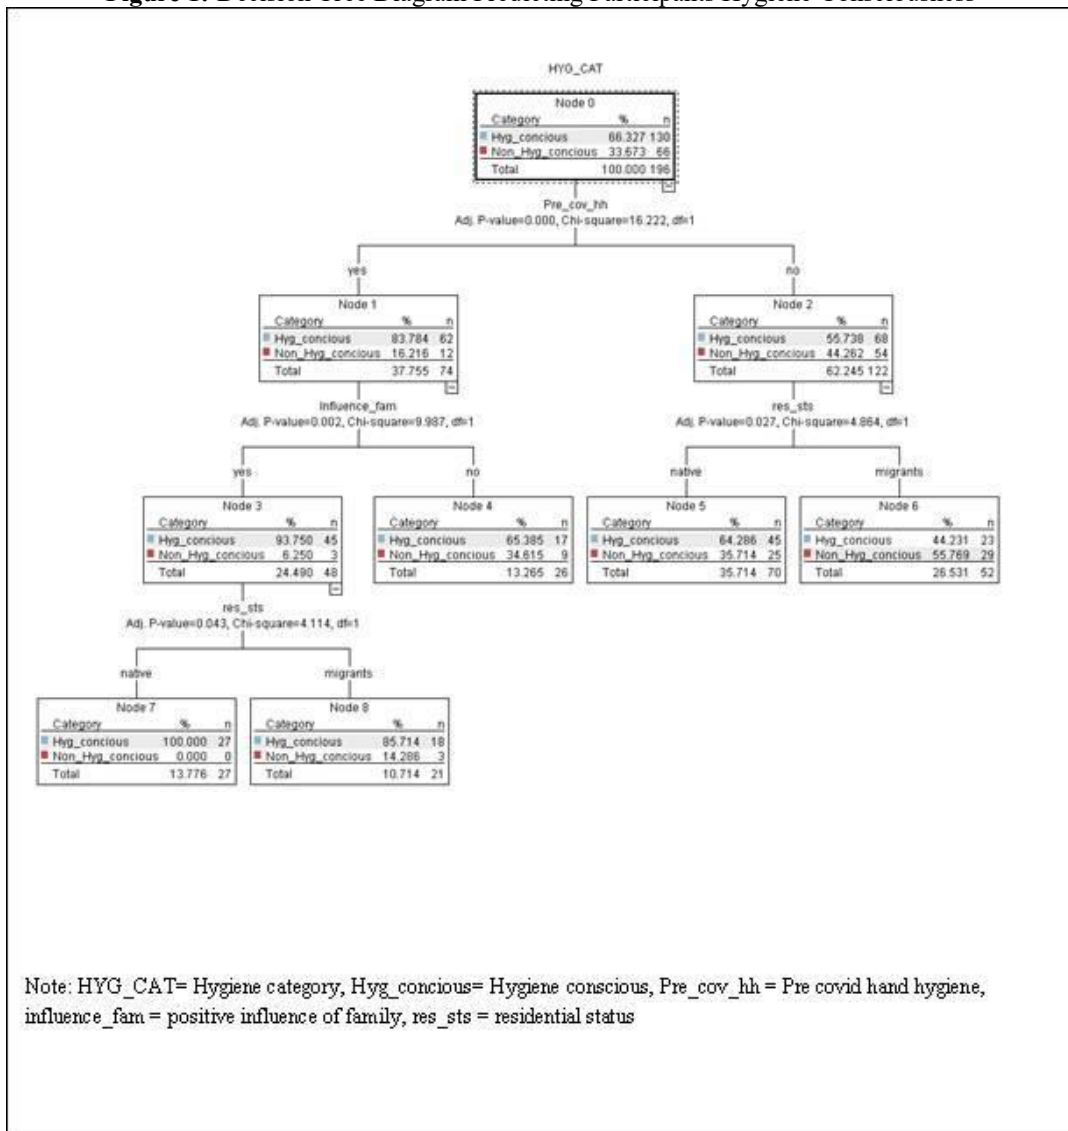 HYG_CAT
Node 0
Category % n
Hyg_concious 66.327 130
Non_Hyg_concious 33.673 66
Total 100.000 196
Pre_cov_hh
Adj. P-value=0.000, Chi-square=16.222, df=1
yes
no
Node 1
Category % n
Hyg_concious 83.784 62
Non_Hyg_concious 16.216 12
Total 37.755 74
Node 2
Category % n
Hyg_concious 55.738 68
Non_Hyg_concious 44.262 54
Total 62.245 122
Influence_fam
Adj. P-value=0.002, Chi-square=9.987, df=1
res_sts
Adj. P-value=0.027, Chi-square=4.864, df=1
yes
no
native
migrants
Node 3
Category % n
Hyg_concious 93.750 45
Non_Hyg_concious 6.250 3
Total 24.490 48
Node 4
Category % n
Hyg_concious 65.385 17
Non_Hyg_concious 34.615 9
Total 13.265 26
Node 5
Category % n
Hyg_concious 64.286 45
Non_Hyg_concious 35.714 25
Total 35.714 70
Node 6
Category % n
Hyg_concious 44.231 23
Non_Hyg_concious 55.769 29
Total 26.531 52
res_sts
Adj. P-value=0.043, Chi-square=4.114, df=1
native
migrants
Node 7
Category % n
Hyg_concious 100.000 27
Non_Hyg_concious 0.000 0
Total 13.776 27
Node 8
Category % n
Hyg_concious 85.714 18
Non_Hyg_concious 14.286 3
Total 10.714 21
Note: HYG_CAT= Hygiene category, Hyg_concious= Hygiene conscious, Pre_cov_hh = Pre covid hand hygiene,
influence_fam = positive influence of family, res_sts = residential status